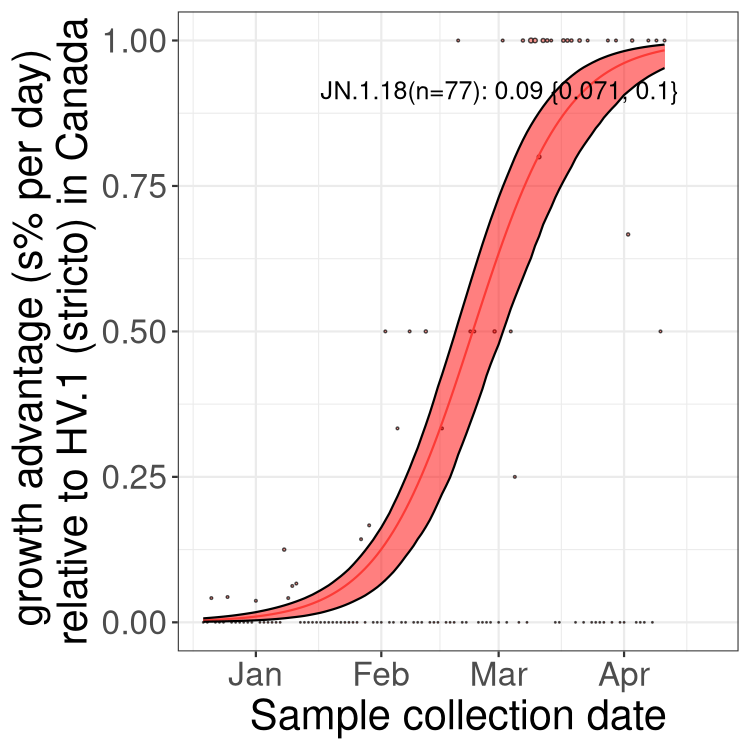 growth advantage (s% per day)
relative to HV.1 (stricto) in Canada
1.00
0.75
0.50
0.25
0.00
JN.1.18(n=77): 0.09 {0.071, 0.1}
Jan Feb Mar Apr
Sample collection date